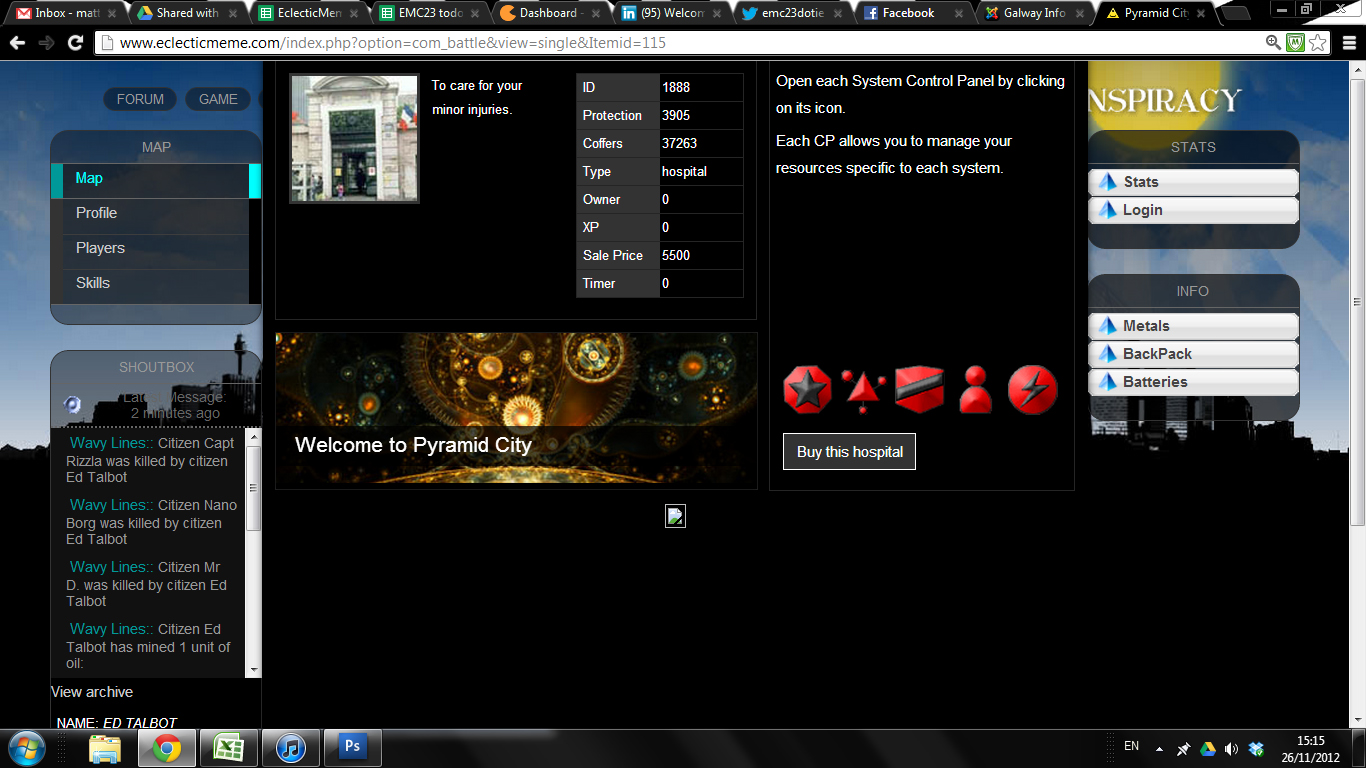 Inbox - matt
Shared with
EclecticMem
EMC23 todo
Dashboard -
(95) Welcom
emc23dotie
Facebook
Galway Info
Pyramid City
www.eclecticmeme.com/index.php?option=com_battle&view=single&Itemid=115
FORUM
GAME
MAP
Map
Profile
Players
Skills
SHOUTBOX
Latest Message:
2 minutes ago
Wavy Lines:: Citizen Capt
Rizzla was killed by citizen
Ed Talbot
Wavy Lines:: Citizen Nano
Borg was killed by citizen
Ed Talbot
Wavy Lines:: Citizen Mr
D. was killed by citizen Ed
Talbot
Wavy Lines:: Citizen Ed
Talbot has mined 1 unit of
oil:
View archive
NAME: ED TALBOT
To care for your
minor injuries.
ID 1888
Protection 3905
Coffers 37263
Type hospital
Owner 0
XP 0
Sale Price 5500
Timer 0
Welcome to Pyramid City
Open each System Control Panel by clicking
on its icon.
Each CP allows you to manage your
resources specific to each system.
Buy this hospital
NSPIRACY
STATS
Stats
Login
INFO
Metals
BackPack
Batteries
Ps
EN
15:15
26/11/2012